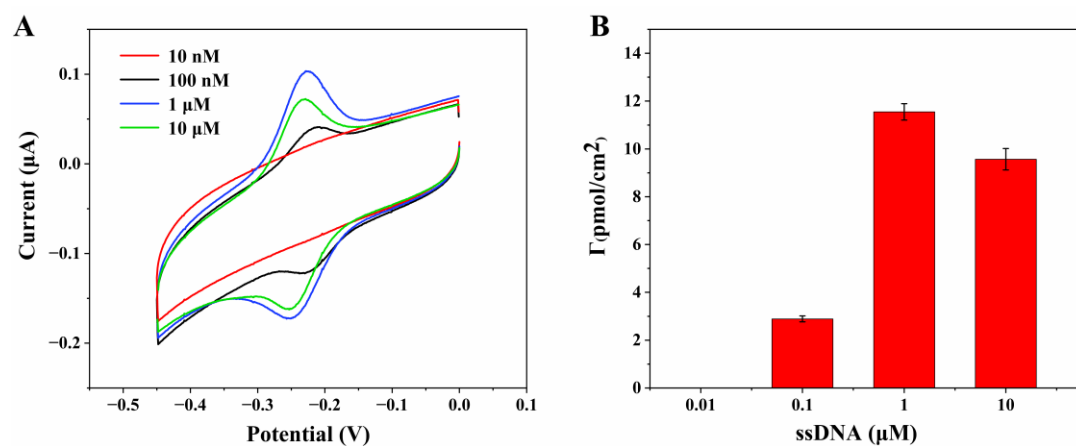 A
10 nM
100 nM
1 μM
10 μM
0.1
0.0
−0.1
−0.2
Current (μA)
−0.5
−0.4
−0.3
−0.2
−0.1
0.0
0.1
Potential (V)
B
14
12
10
8
6
4
2
0
Γ(pmol/cm²)
0.01
0.1
1
10
ssDNA (μM)